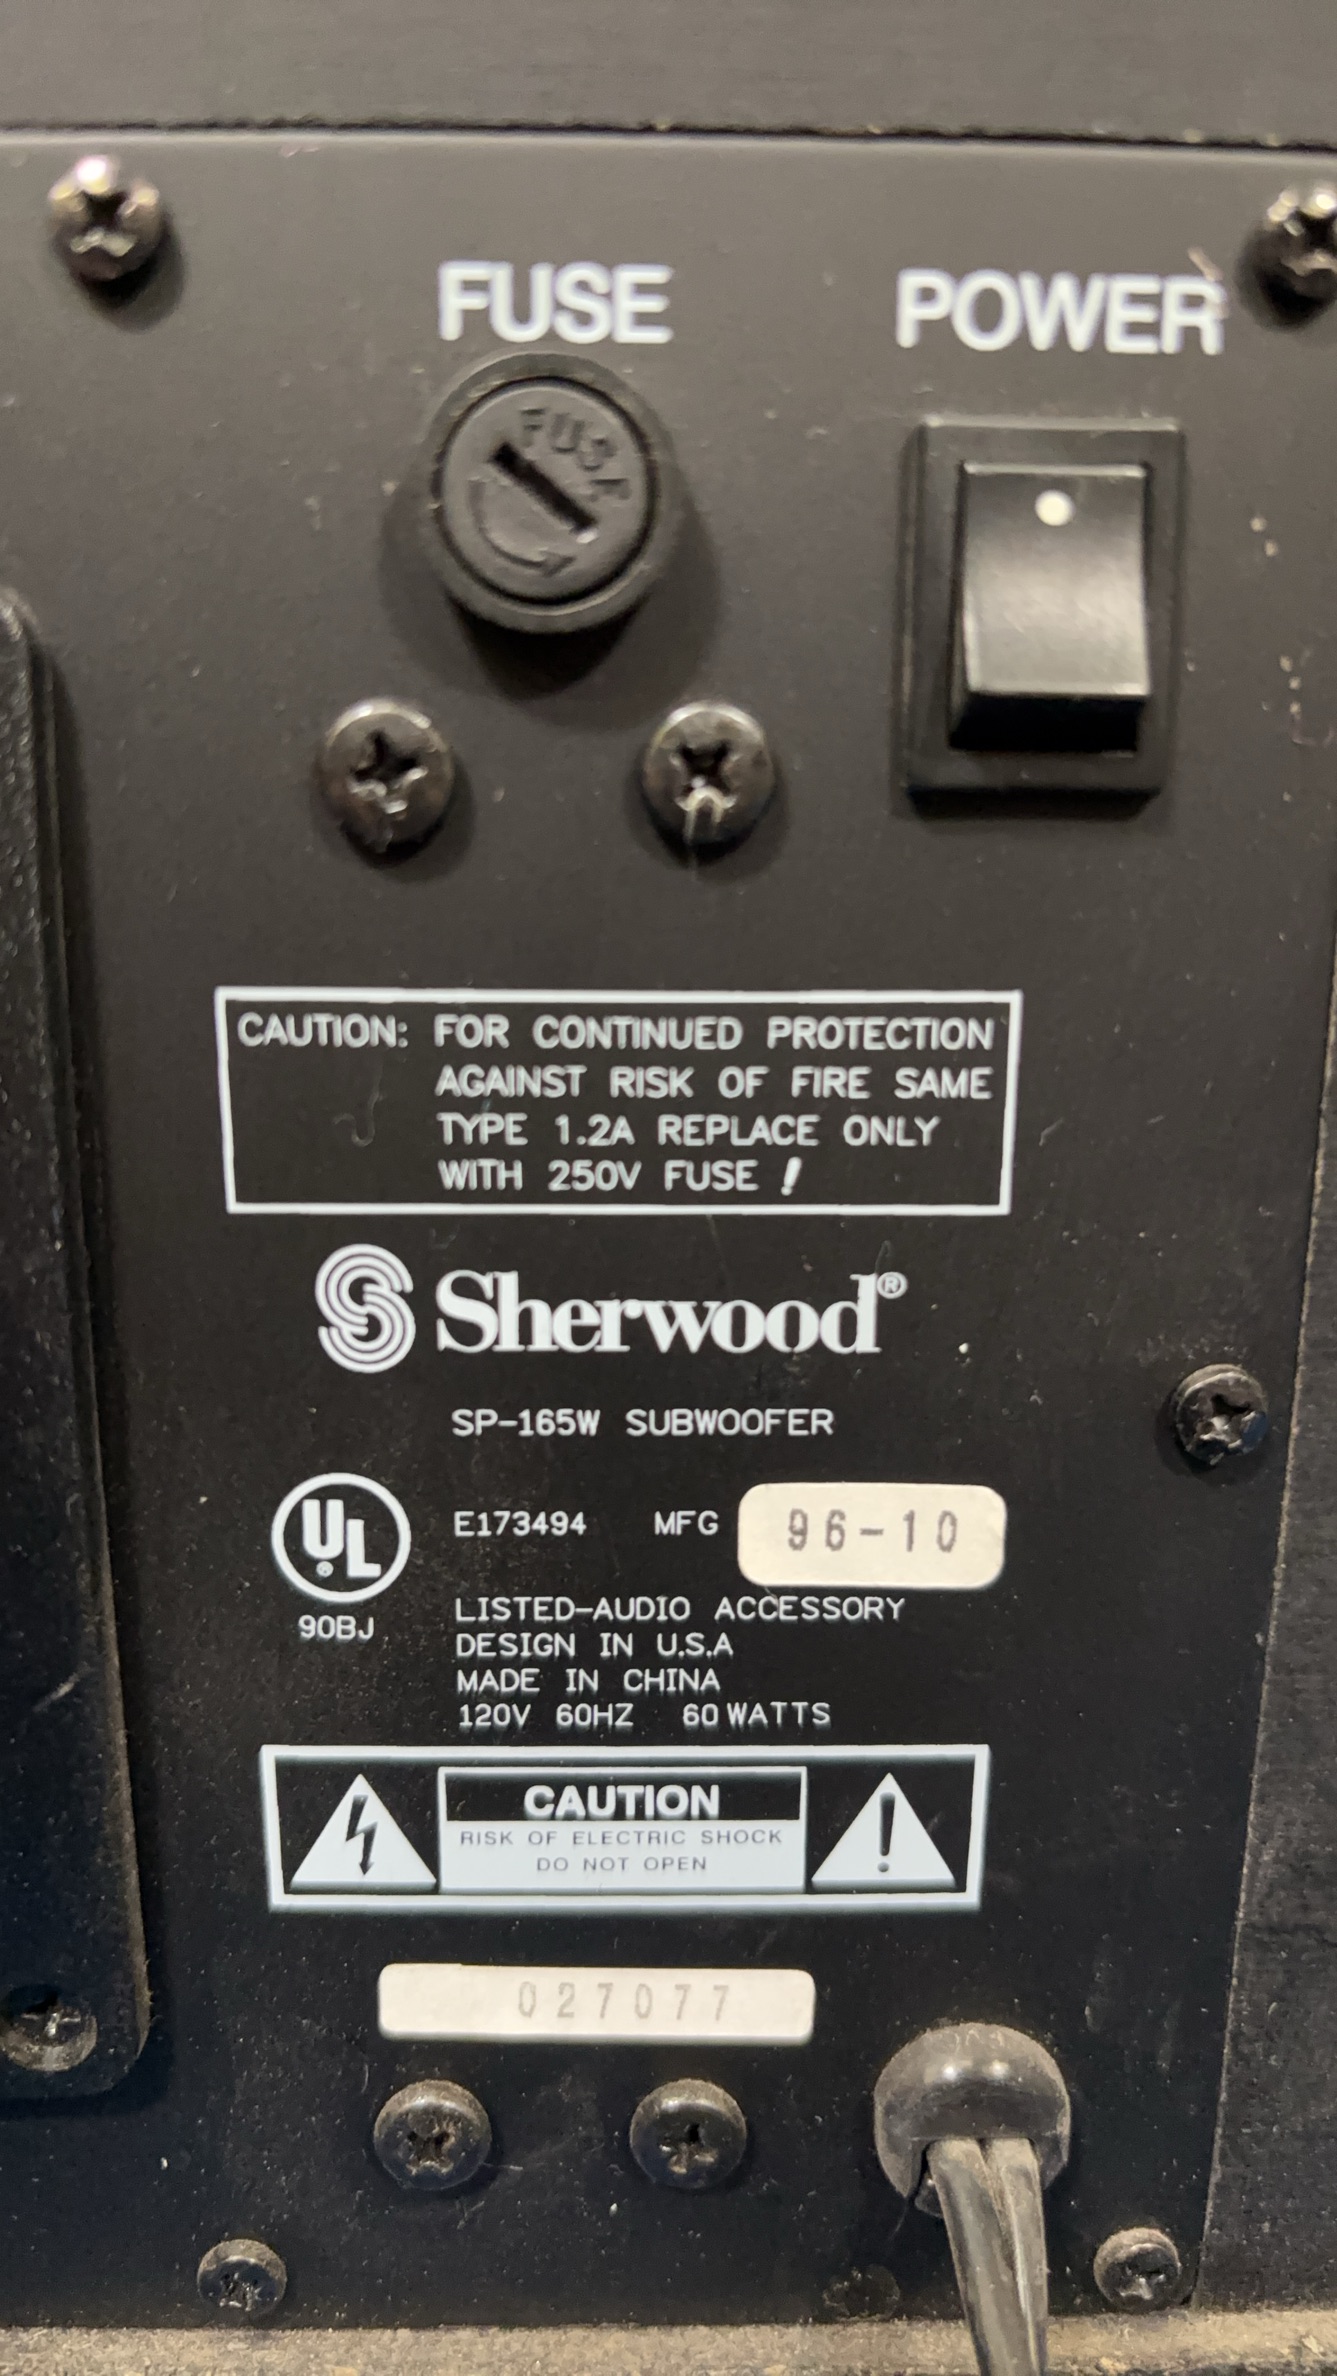 FUSE
POWER
FUSE
CAUTION: FOR CONTINUED PROTECTION
AGAINST RISK OF FIRE SAME
TYPE 1.2A REPLACE ONLY
WITH 250V FUSE !
Sherwood®
SP-165W SUBWOOFER
UL®
90BJ
E173494 MFG 96-10
LISTED-AUDIO ACCESSORY
DESIGN IN U.S.A
MADE IN CHINA
120V 60HZ 60 WATTS
CAUTION
RISK OF ELECTRIC SHOCK
DO NOT OPEN
027077